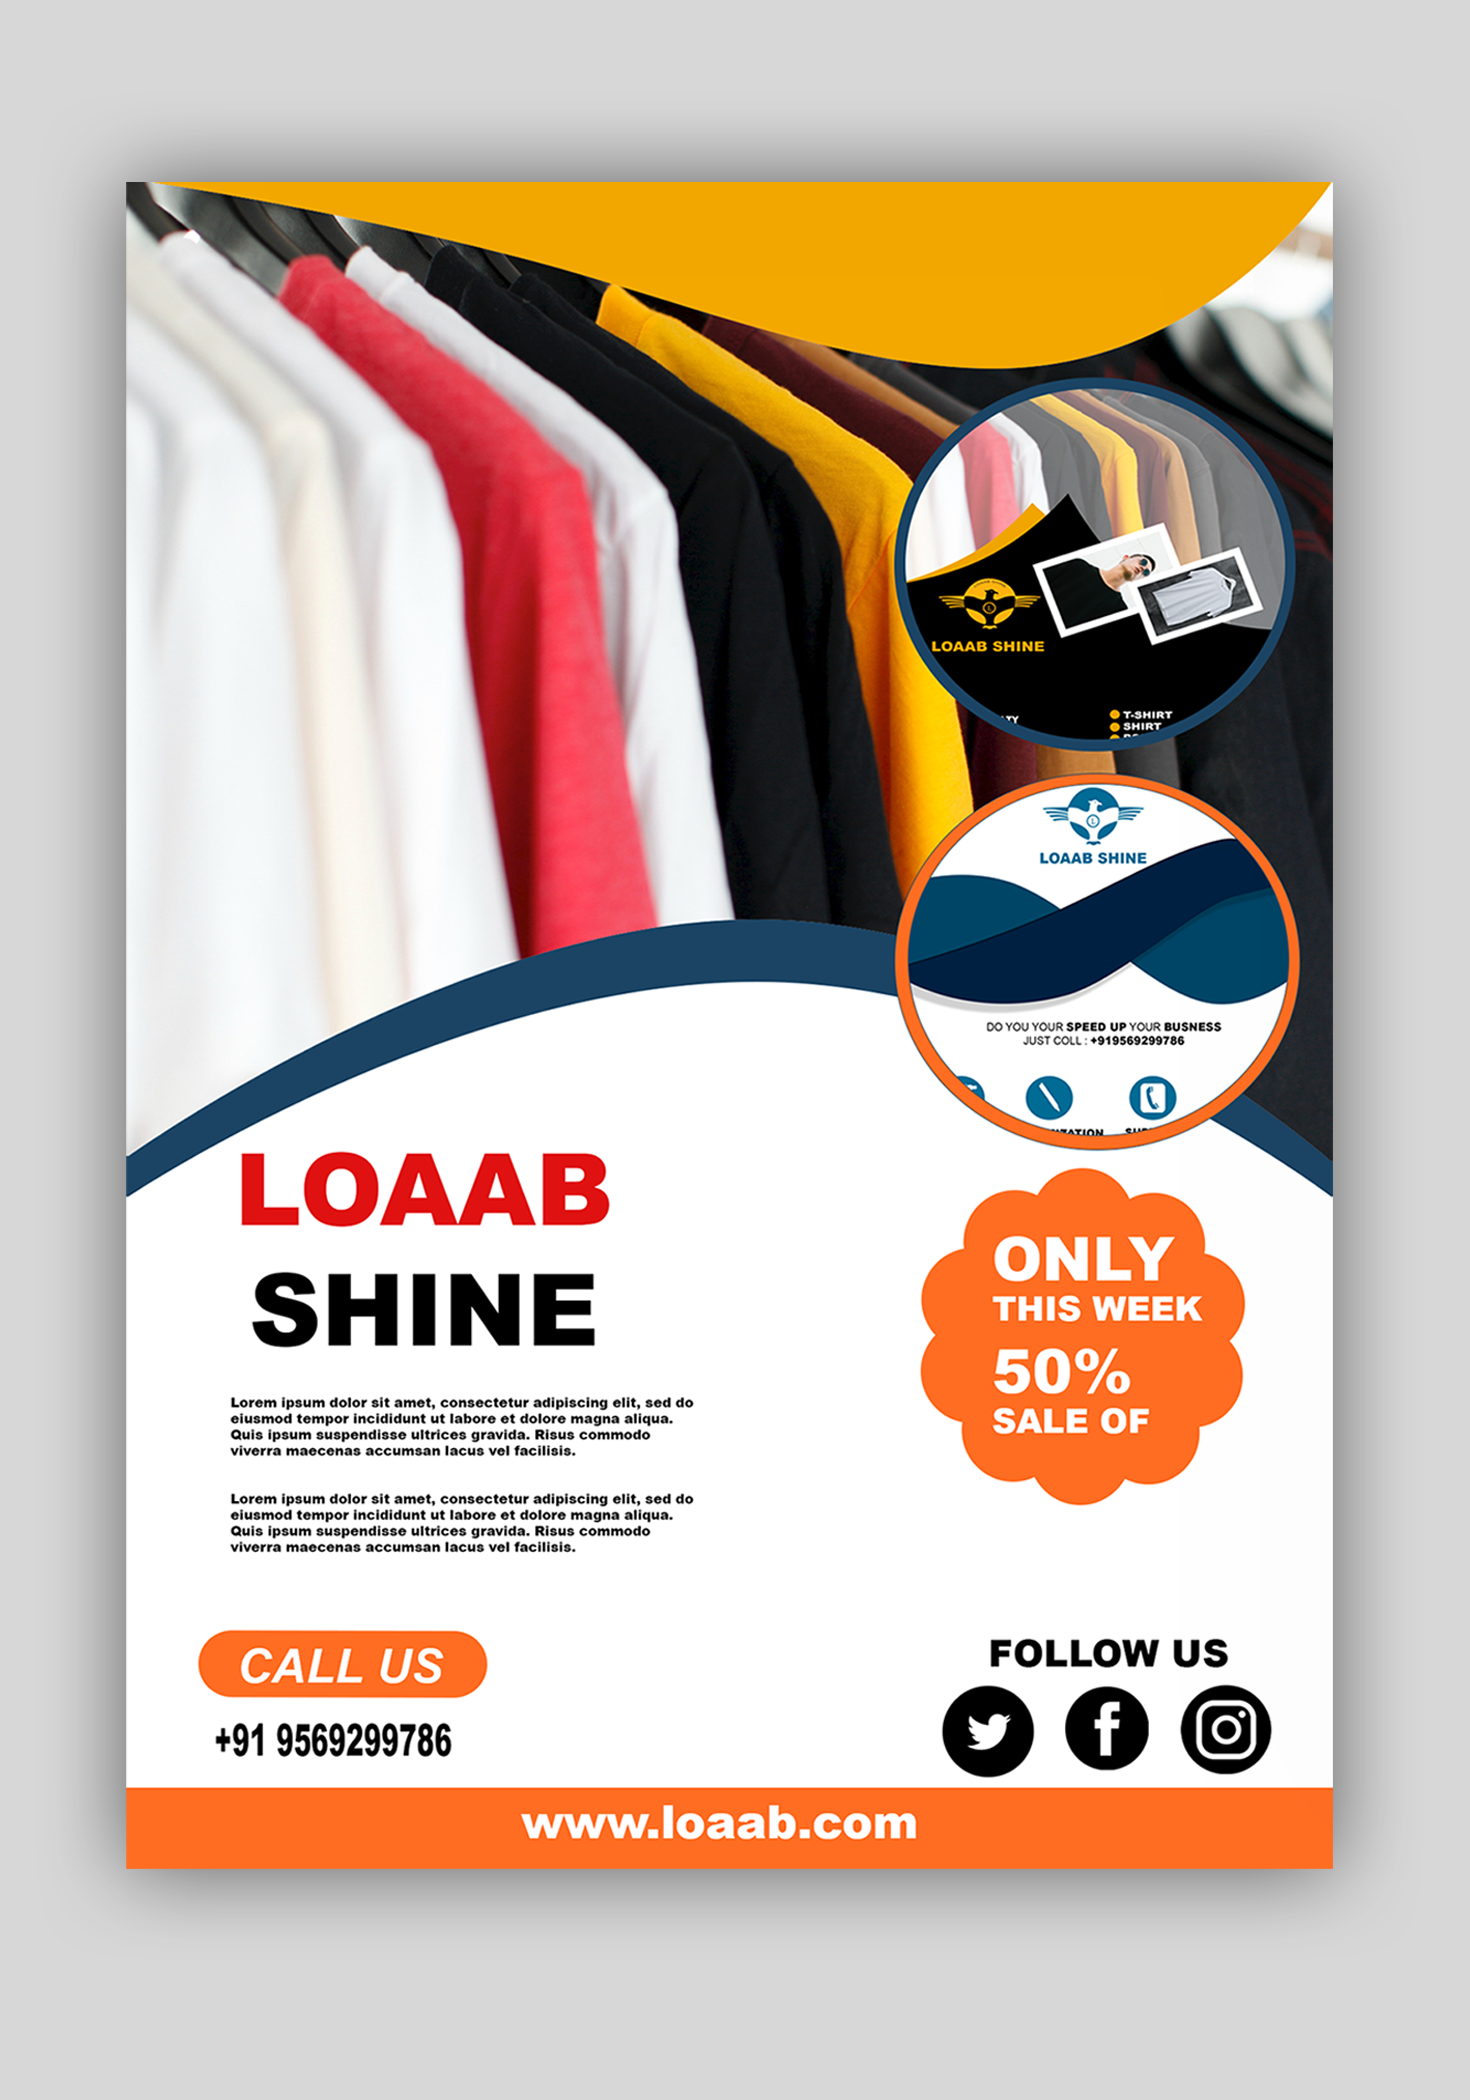 LOAAB SHINE
T-SHIRT
SHIRT
LOAAB SHINE
DO YOU YOUR SPEED UP YOUR BUSNESS
JUST COLL : +919569299786
LOAAB
SHINE
Lorem ipsum dolor sit amet, consectetur adipiscing elit, sed do
eiusmod tempor incididunt ut labore et dolore magna aliqua.
Quis ipsum suspendisse ultrices gravida. Risus commodo
viverra maecenas accumsan lacus vel facilisis.
Lorem ipsum dolor sit amet, consectetur adipiscing elit, sed do
eiusmod tempor incididunt ut labore et dolore magna aliqua.
Quis ipsum suspendisse ultrices gravida. Risus commodo
viverra maecenas accumsan lacus vel facilisis.
ONLY
THIS WEEK
50%
SALE OF
CALL US
+91 9569299786
FOLLOW US
www.loaab.com